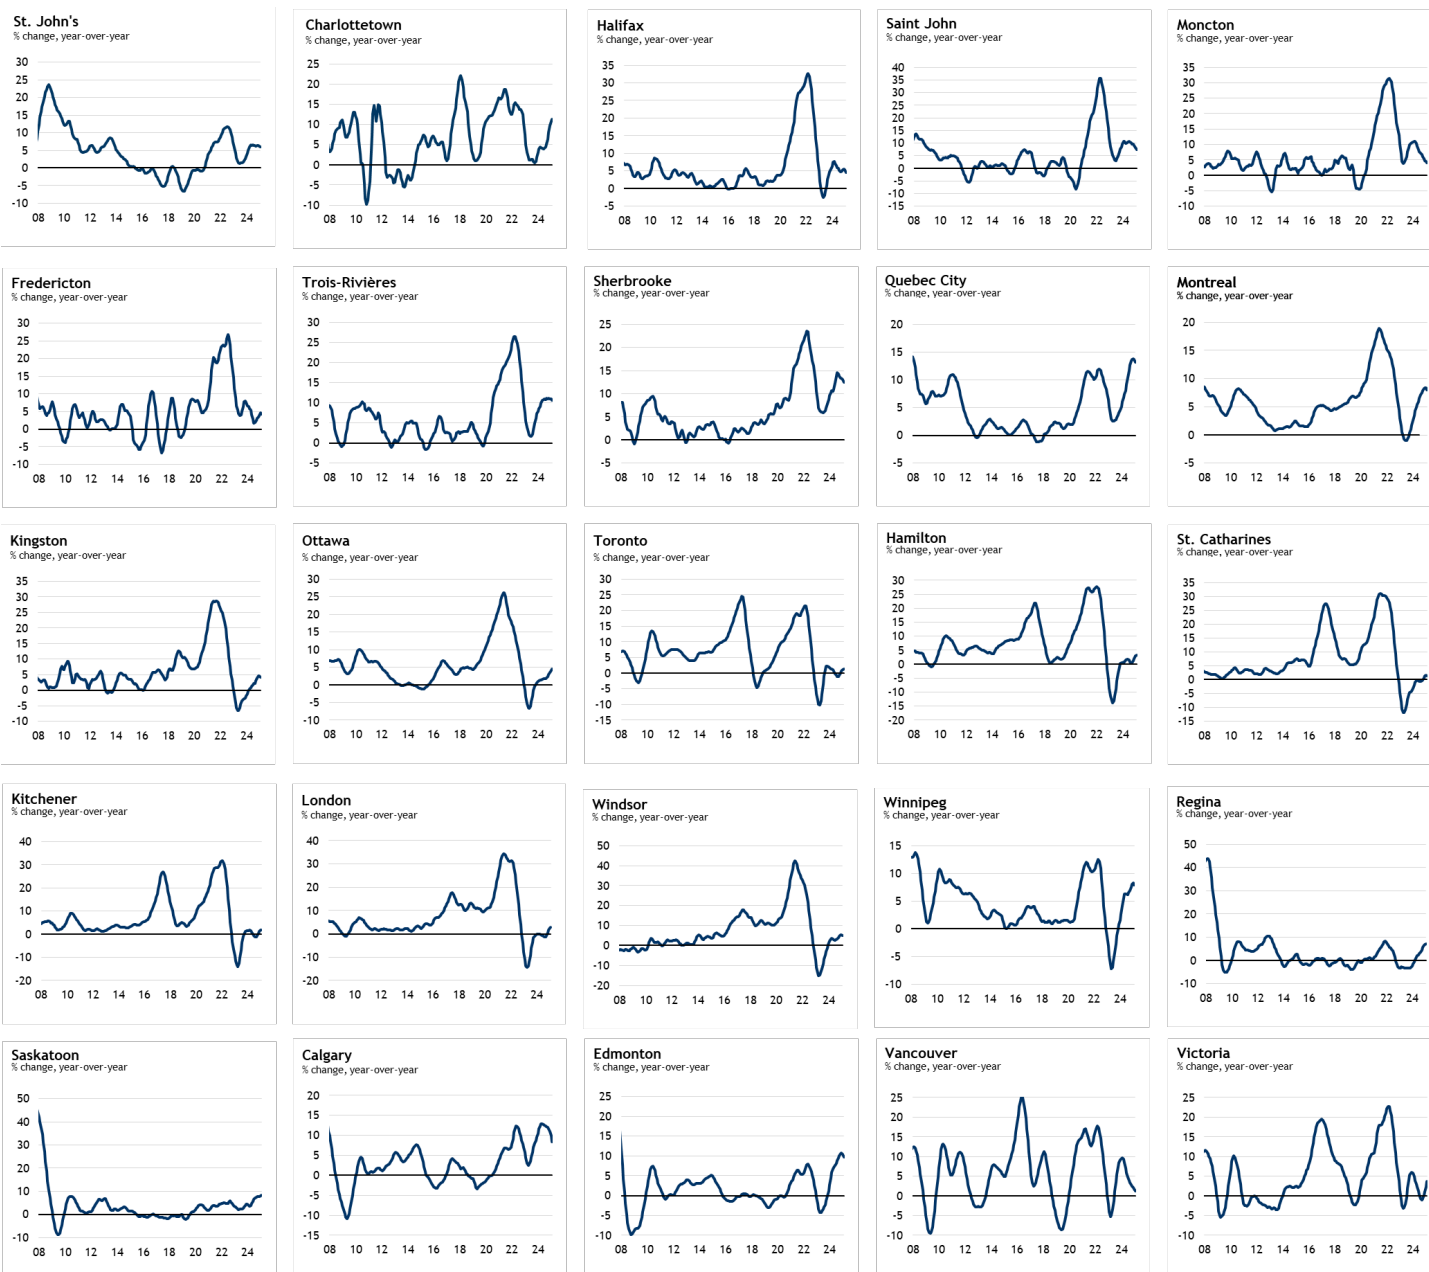 St. John's
% change, year-over-year
30
25
20
15
10
5
0
-5
-10
08 10 12 14 16 18 20 22 24
Charlottetown
% change, year-over-year
25
20
15
10
5
0
-5
-10
08 10 12 14 16 18 20 22 24
Halifax
% change, year-over-year
35
30
25
20
15
10
5
0
-5
08 10 12 14 16 18 20 22 24
Saint John
% change, year-over-year
40
35
30
25
20
15
10
5
0
-5
-10
-15
08 10 12 14 16 18 20 22 24
Moncton
% change, year-over-year
35
30
25
20
15
10
5
0
-5
-10
08 10 12 14 16 18 20 22 24
Fredericton
% change, year-over-year
30
25
20
15
10
5
0
-5
-10
08 10 12 14 16 18 20 22 24
Trois-Rivières
% change, year-over-year
30
25
20
15
10
5
0
-5
08 10 12 14 16 18 20 22 24
Sherbrooke
% change, year-over-year
25
20
15
10
5
0
-5
08 10 12 14 16 18 20 22 24
Quebec City
% change, year-over-year
20
15
10
5
0
-5
08 10 12 14 16 18 20 22 24
Montreal
% change, year-over-year
20
15
10
5
0
-5
08 10 12 14 16 18 20 22 24
Kingston
% change, year-over-year
35
30
25
20
15
10
5
0
-5
-10
08 10 12 14 16 18 20 22 24
Ottawa
% change, year-over-year
30
25
20
15
10
5
0
-5
-10
08 10 12 14 16 18 20 22 24
Toronto
% change, year-over-year
30
25
20
15
10
5
0
-5
-10
-15
08 10 12 14 16 18 20 22 24
Hamilton
% change, year-over-year
30
25
20
15
10
5
0
-5
-10
-15
-20
08 10 12 14 16 18 20 22 24
St. Catharines
% change, year-over-year
35
30
25
20
15
10
5
0
-5
-10
-15
08 10 12 14 16 18 20 22 24
Kitchener
% change, year-over-year
40
30
20
10
0
-10
-20
08 10 12 14 16 18 20 22 24
London
% change, year-over-year
40
30
20
10
0
-10
-20
08 10 12 14 16 18 20 22 24
Windsor
% change, year-over-year
50
40
30
20
10
0
-10
-20
08 10 12 14 16 18 20 22 24
Winnipeg
% change, year-over-year
15
10
5
0
-5
-10
08 10 12 14 16 18 20 22 24
Regina
% change, year-over-year
50
40
30
20
10
0
-10
08 10 12 14 16 18 20 22 24
Saskatoon
% change, year-over-year
50
40
30
20
10
0
-10
08 10 12 14 16 18 20 22 24
Calgary
% change, year-over-year
20
15
10
5
0
-5
-10
-15
08 10 12 14 16 18 20 22 24
Edmonton
% change, year-over-year
25
20
15
10
5
0
-5
-10
08 10 12 14 16 18 20 22 24
Vancouver
% change, year-over-year
25
20
15
10
5
0
-5
-10
08 10 12 14 16 18 20 22 24
Victoria
% change, year-over-year
25
20
15
10
5
0
-5
-10
08 10 12 14 16 18 20 22 24